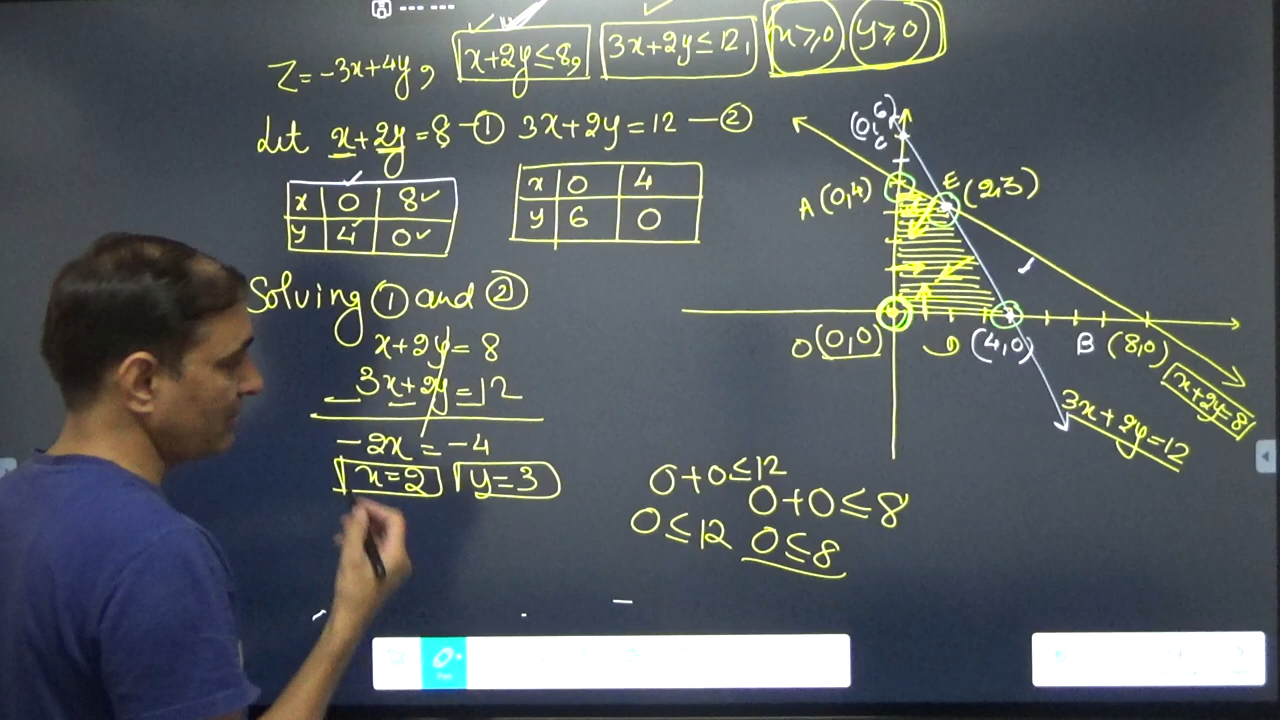 Z = -3x+4y, x+2y≤8, 3x+2y≤12, x≥0 y≥0
Let x+2y=8-① 3x+2y=12-②
x 0 8
y 4 0
x 0 4
y 6 0
Solving ① and ②
x+2y=8
3x+2y=12
-2x=-4
x=2 y=3
(0,6)
C
A (0,4)
E (2,3)
O (0,0)
D (4,0)
B (8,0)
x+2y=8
3x+2y=12
0+0≤12
0+0≤8
0≤12 0≤8